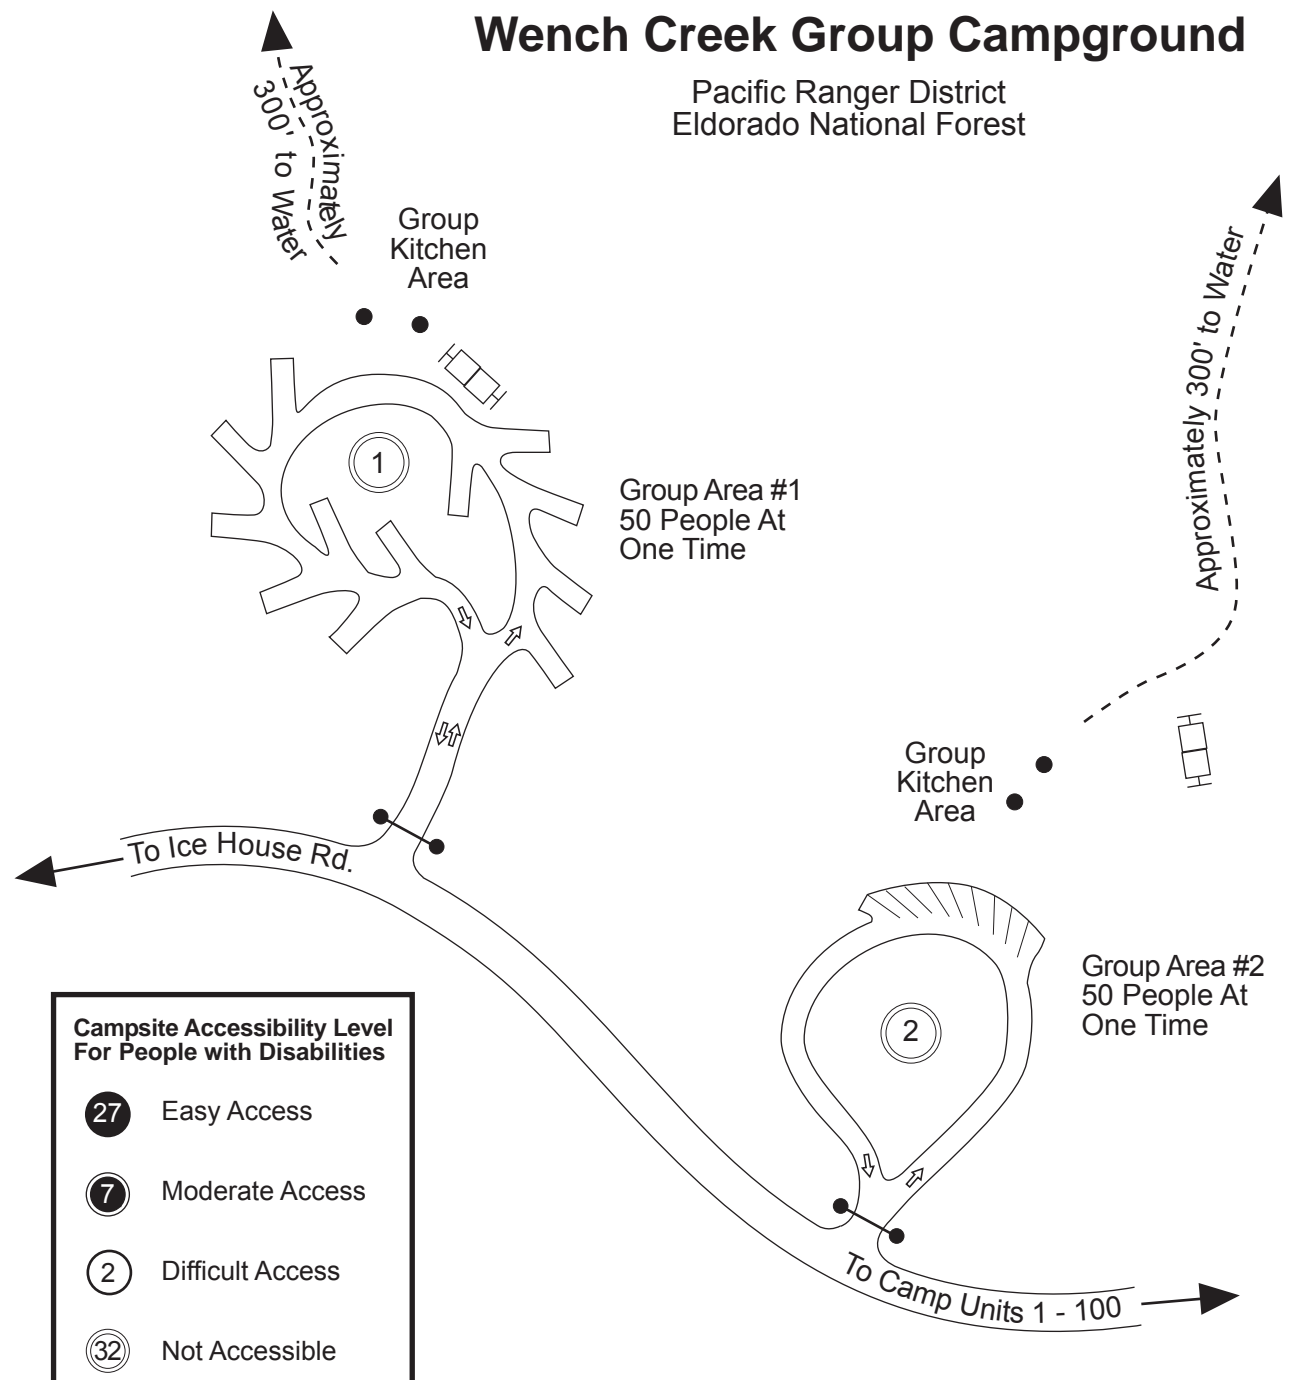 Wench Creek Group Campground
Pacific Ranger District
Eldorado National Forest
Approximately
300' to Water
Group
Kitchen
Area
1
Group Area #1
50 People At
One Time
Approximately 300' to Water
Group
Kitchen
Area
To Ice House Rd.
Group Area #2
50 People At
One Time
2
To Camp Units 1 - 100
Campsite Accessibility Level
For People with Disabilities
27 Easy Access
7 Moderate Access
2 Difficult Access
32 Not Accessible